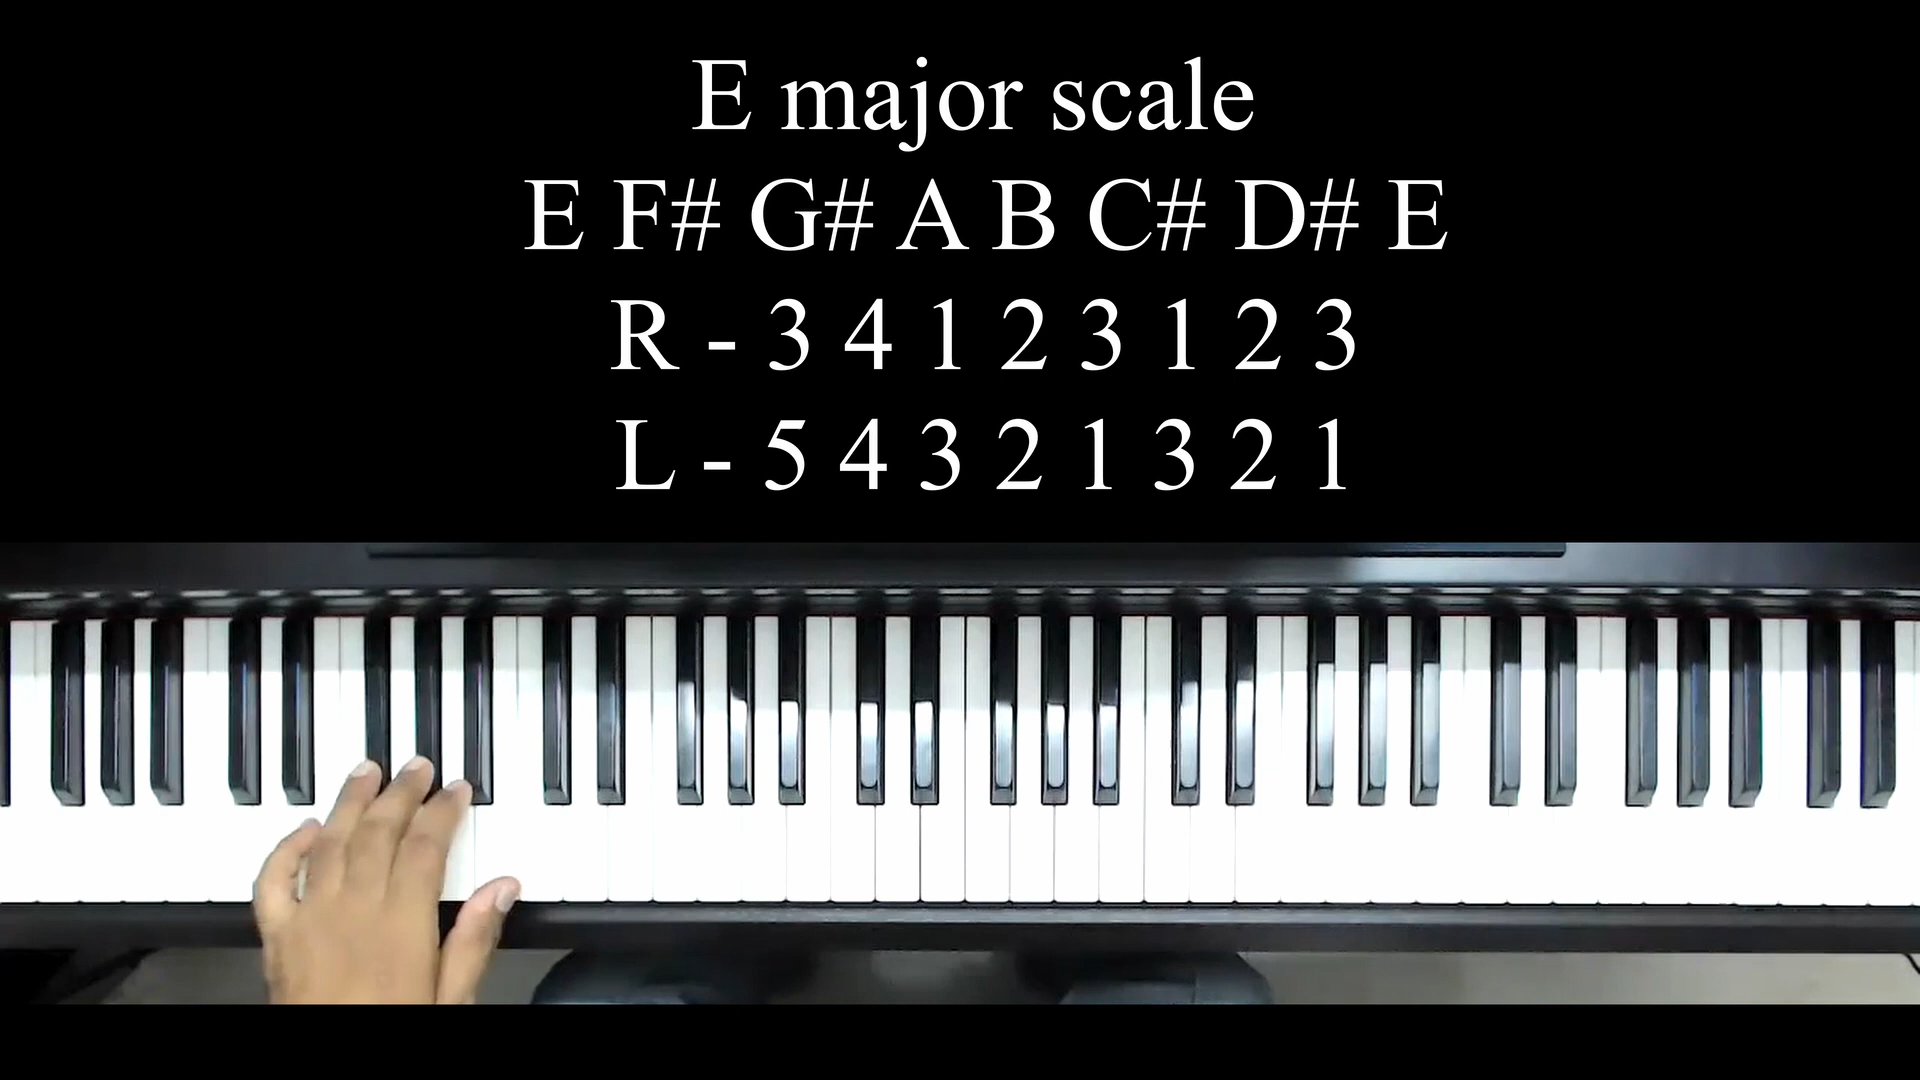 E major scale
E F# G# A B C# D# E
R - 3 4 1 2 3 1 2 3
L - 5 4 3 2 1 3 2 1